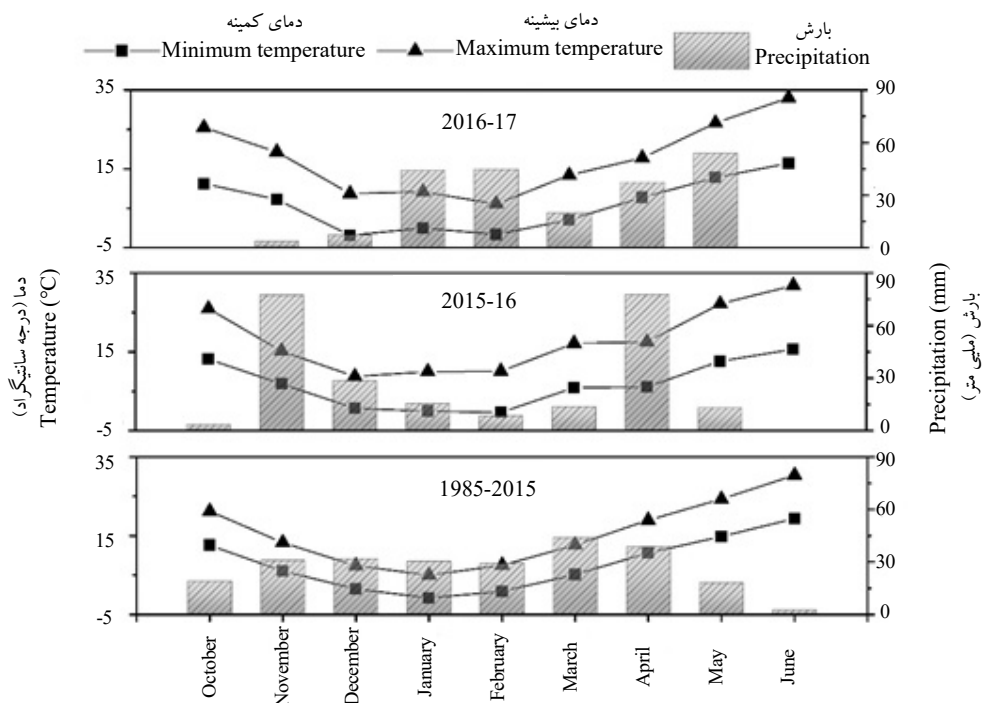 دمای کمینه
Minimum temperature
دمای بیشینه
Maximum temperature
بارش
Precipitation
35
15
-5
2016-17
90
60
30
0
35
15
-5
2015-16
90
60
30
0
35
15
-5
1985-2015
90
60
30
0
دما (درجه سانتیگراد)
Temperature (°C)
Precipitation (mm)
بارش (میلی متر)
October
November
December
January
February
March
April
May
June